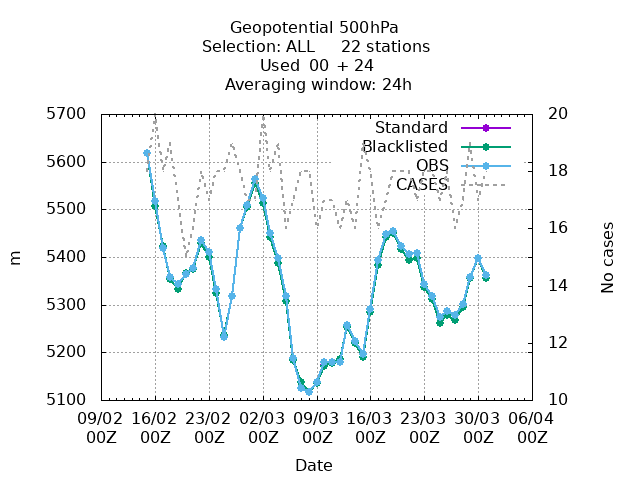 Geopotential 500hPa
Selection: ALL 22 stations
Used 00 + 24
Averaging window: 24h
5700
5600
5500
5400
5300
5200
5100
m
20
18
16
14
12
10
No cases
Standard
Blacklisted
OBS
CASES
09/02 16/02 23/02 02/03 09/03 16/03 23/03 30/03 06/04
00Z 00Z 00Z 00Z 00Z 00Z 00Z 00Z 00Z
Date